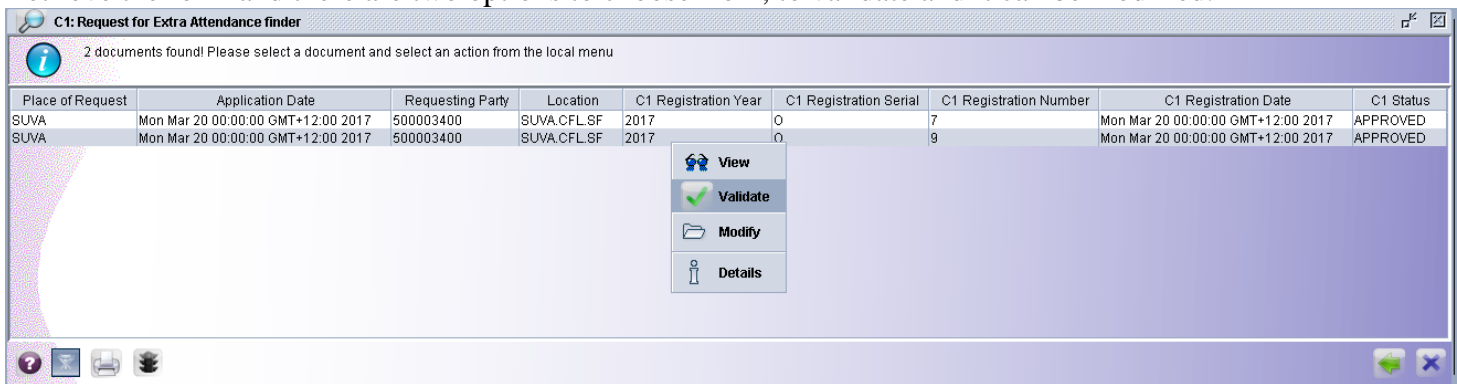 C1: Request for Extra Attendance finder
2 documents found! Please select a document and select an action from the local menu
Place of Request Application Date Requesting Party Location C1 Registration Year C1 Registration Serial C1 Registration Number C1 Registration Date C1 Status
SUVA Mon Mar 20 00:00:00 GMT+12:00 2017 500003400 SUVA.CFL.SF 2017 O 7 Mon Mar 20 00:00:00 GMT+12:00 2017 APPROVED
SUVA Mon Mar 20 00:00:00 GMT+12:00 2017 500003400 SUVA.CFL.SF 2017 O 9 Mon Mar 20 00:00:00 GMT+12:00 2017 APPROVED
View
Validate
Modify
Details